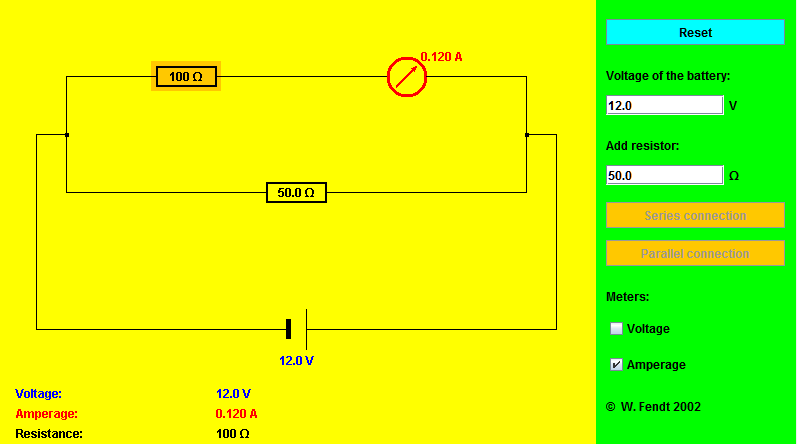 0.120 A
100 Ω
50.0 Ω
12.0 V
Voltage: 12.0 V
Amperage: 0.120 A
Resistance: 100 Ω
Reset
Voltage of the battery:
12.0 V
Add resistor:
50.0 Ω
Series connection
Parallel connection
Meters:
Voltage
Amperage
© W. Fendt 2002